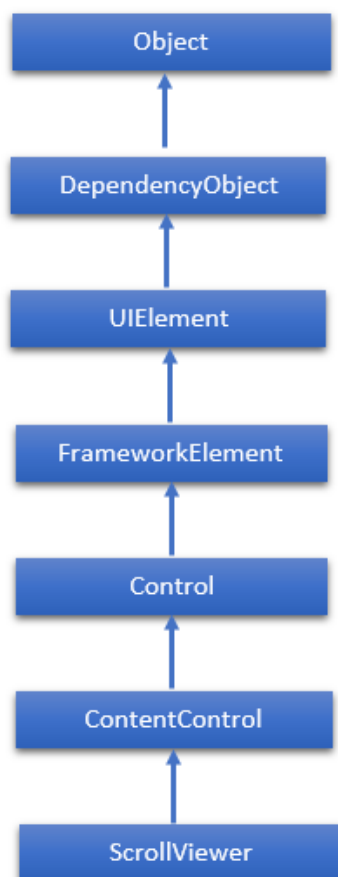 Object
DependencyObject
UIElement
FrameworkElement
Control
ContentControl
ScrollViewer